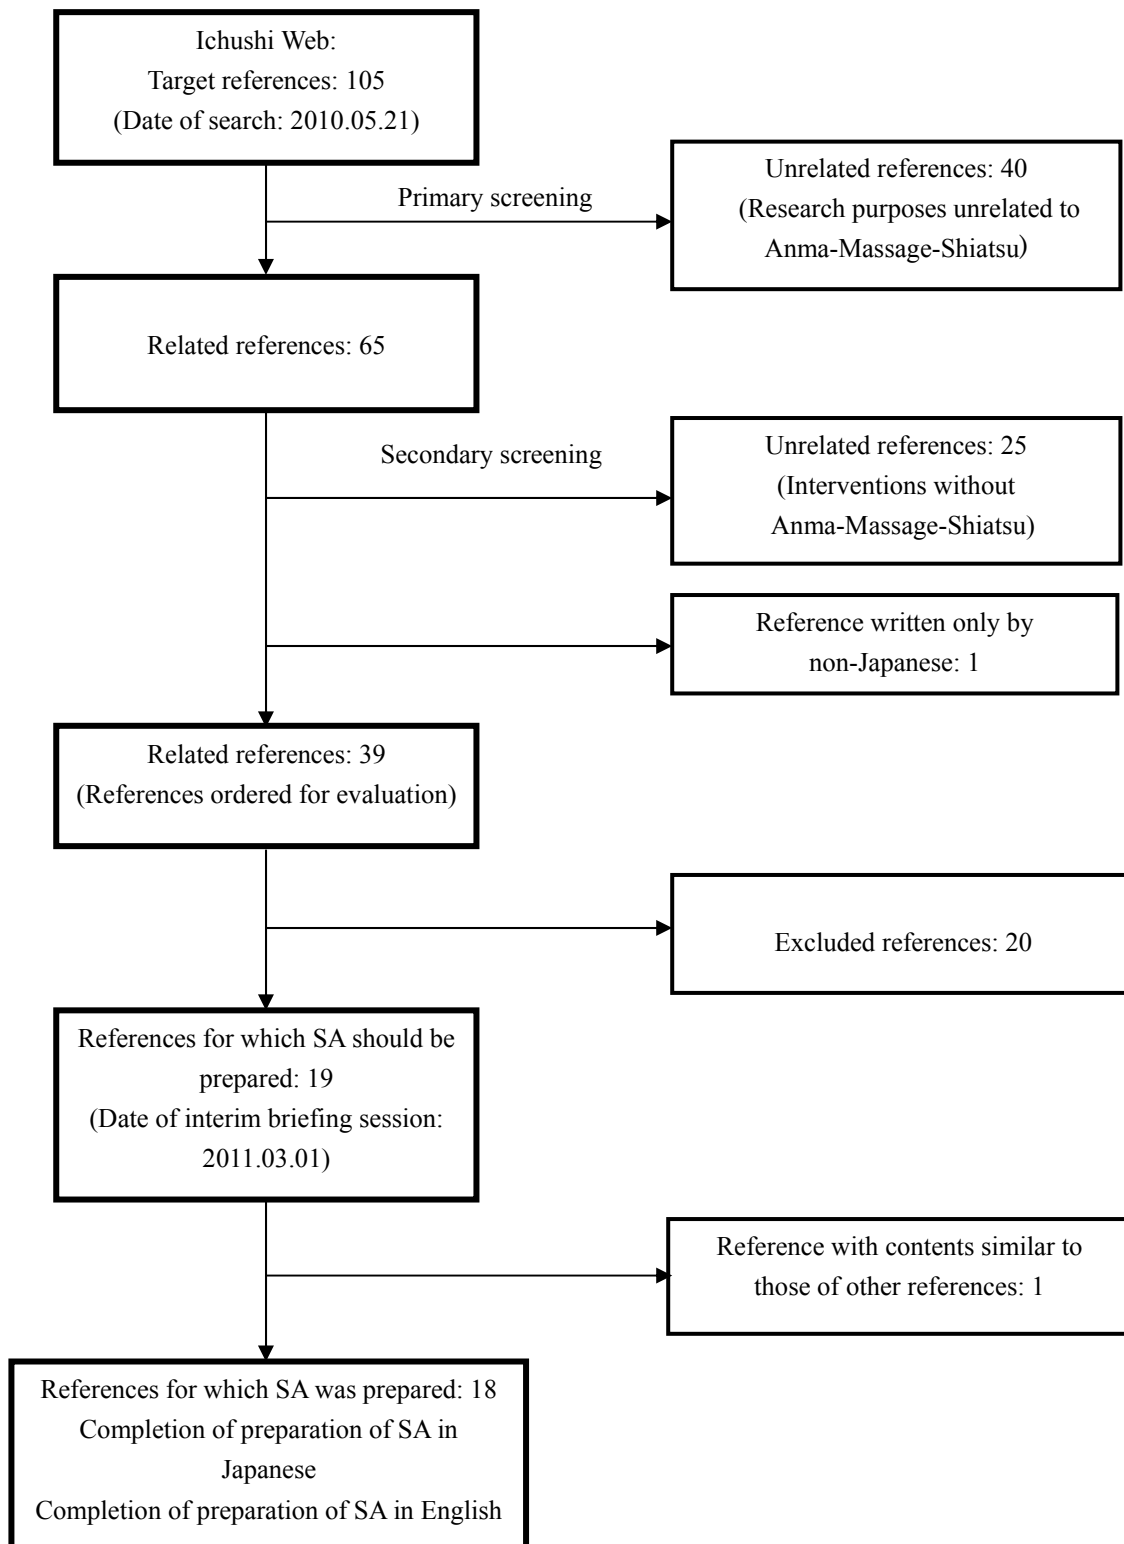 Ichushi Web:
Target references: 105
(Date of search: 2010.05.21)
Primary screening
Unrelated references: 40
(Research purposes unrelated to
Anma-Massage-Shiatsu)
Related references: 65
Secondary screening
Unrelated references: 25
(Interventions without
Anma-Massage-Shiatsu)
Reference written only by
non-Japanese: 1
Related references: 39
(References ordered for evaluation)
Excluded references: 20
References for which SA should be
prepared: 19
(Date of interim briefing session:
2011.03.01)
Reference with contents similar to
those of other references: 1
References for which SA was prepared: 18
Completion of preparation of SA in
Japanese
Completion of preparation of SA in English